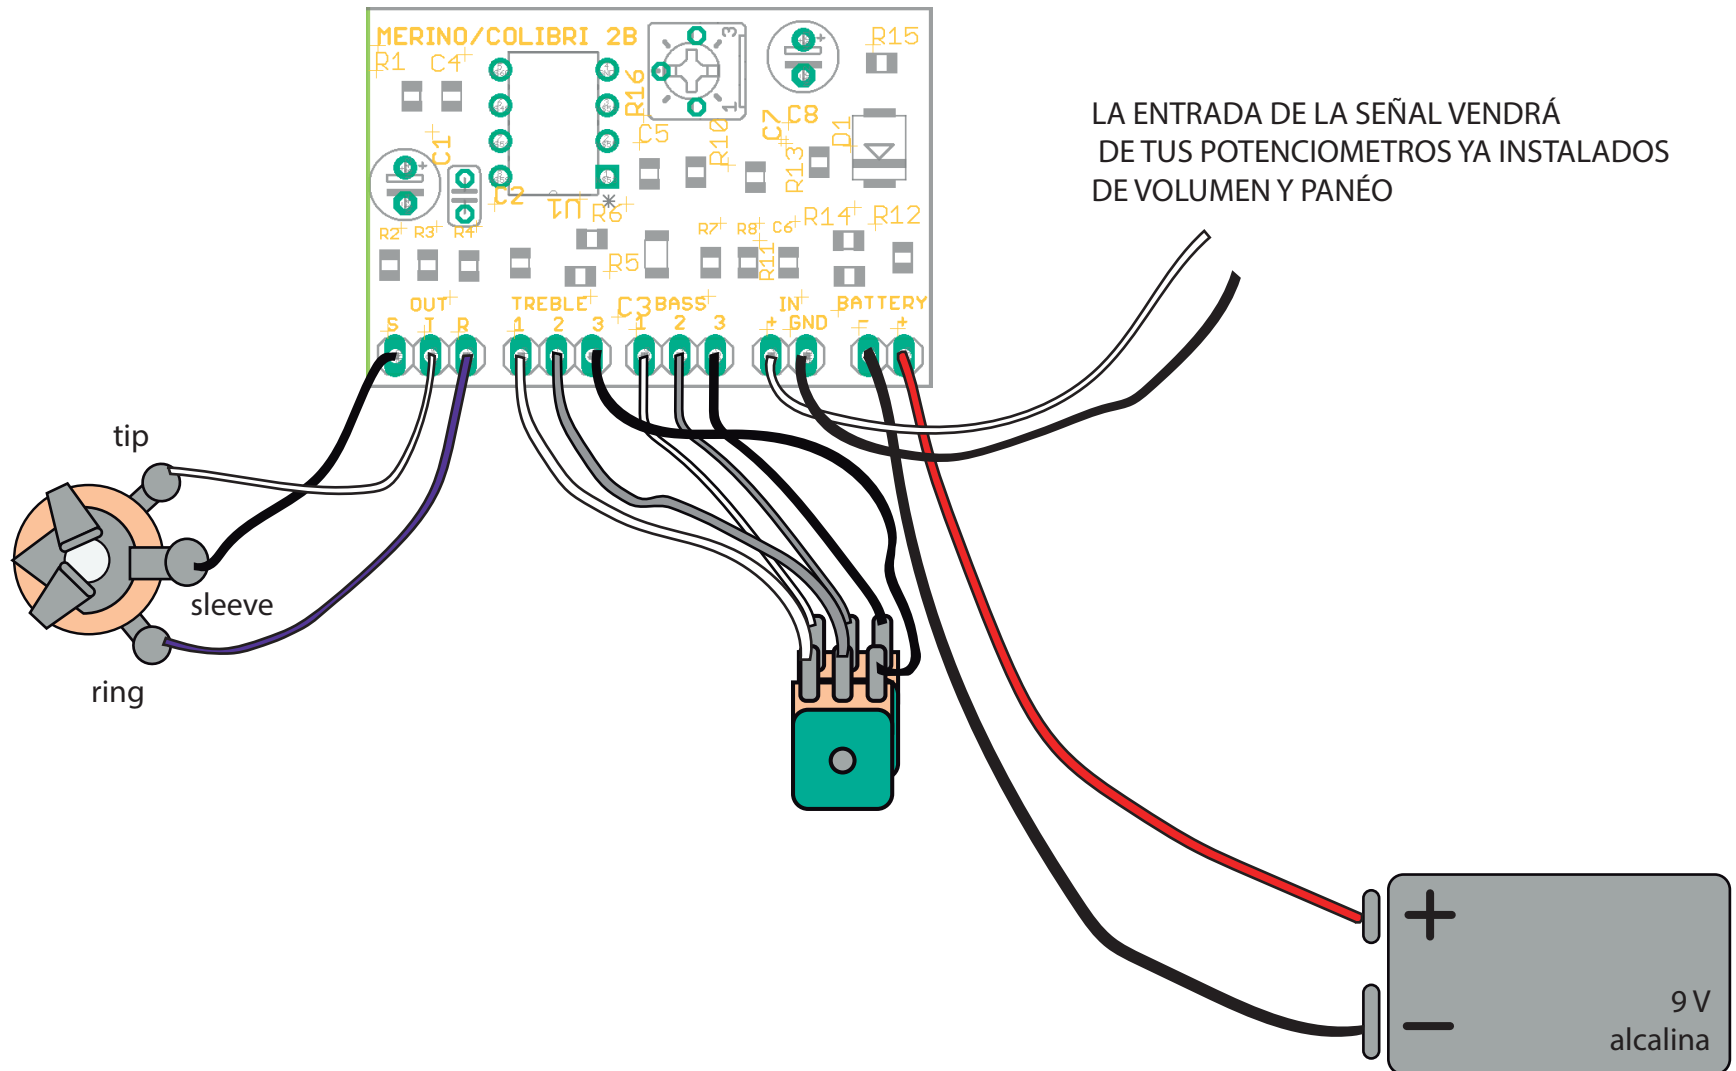 MERINO/COLIBRI 2B
R15
R1 C4
R16
3
1
C7 C8
C5
R10
D1
C1
R13
C2
U1
R6
R2 R3 R4
R7 R8 C6
R14 R12
R5
R11
OUT TREBLE C3 BASS IN BATTERY
S T R 1 2 3 1 2 3 + GND - +
LA ENTRADA DE LA SEÑAL VENDRÁ
DE TUS POTENCIOMETROS YA INSTALADOS
DE VOLUMEN Y PANÉO
tip
sleeve
ring
+
−
9 V
alcalina